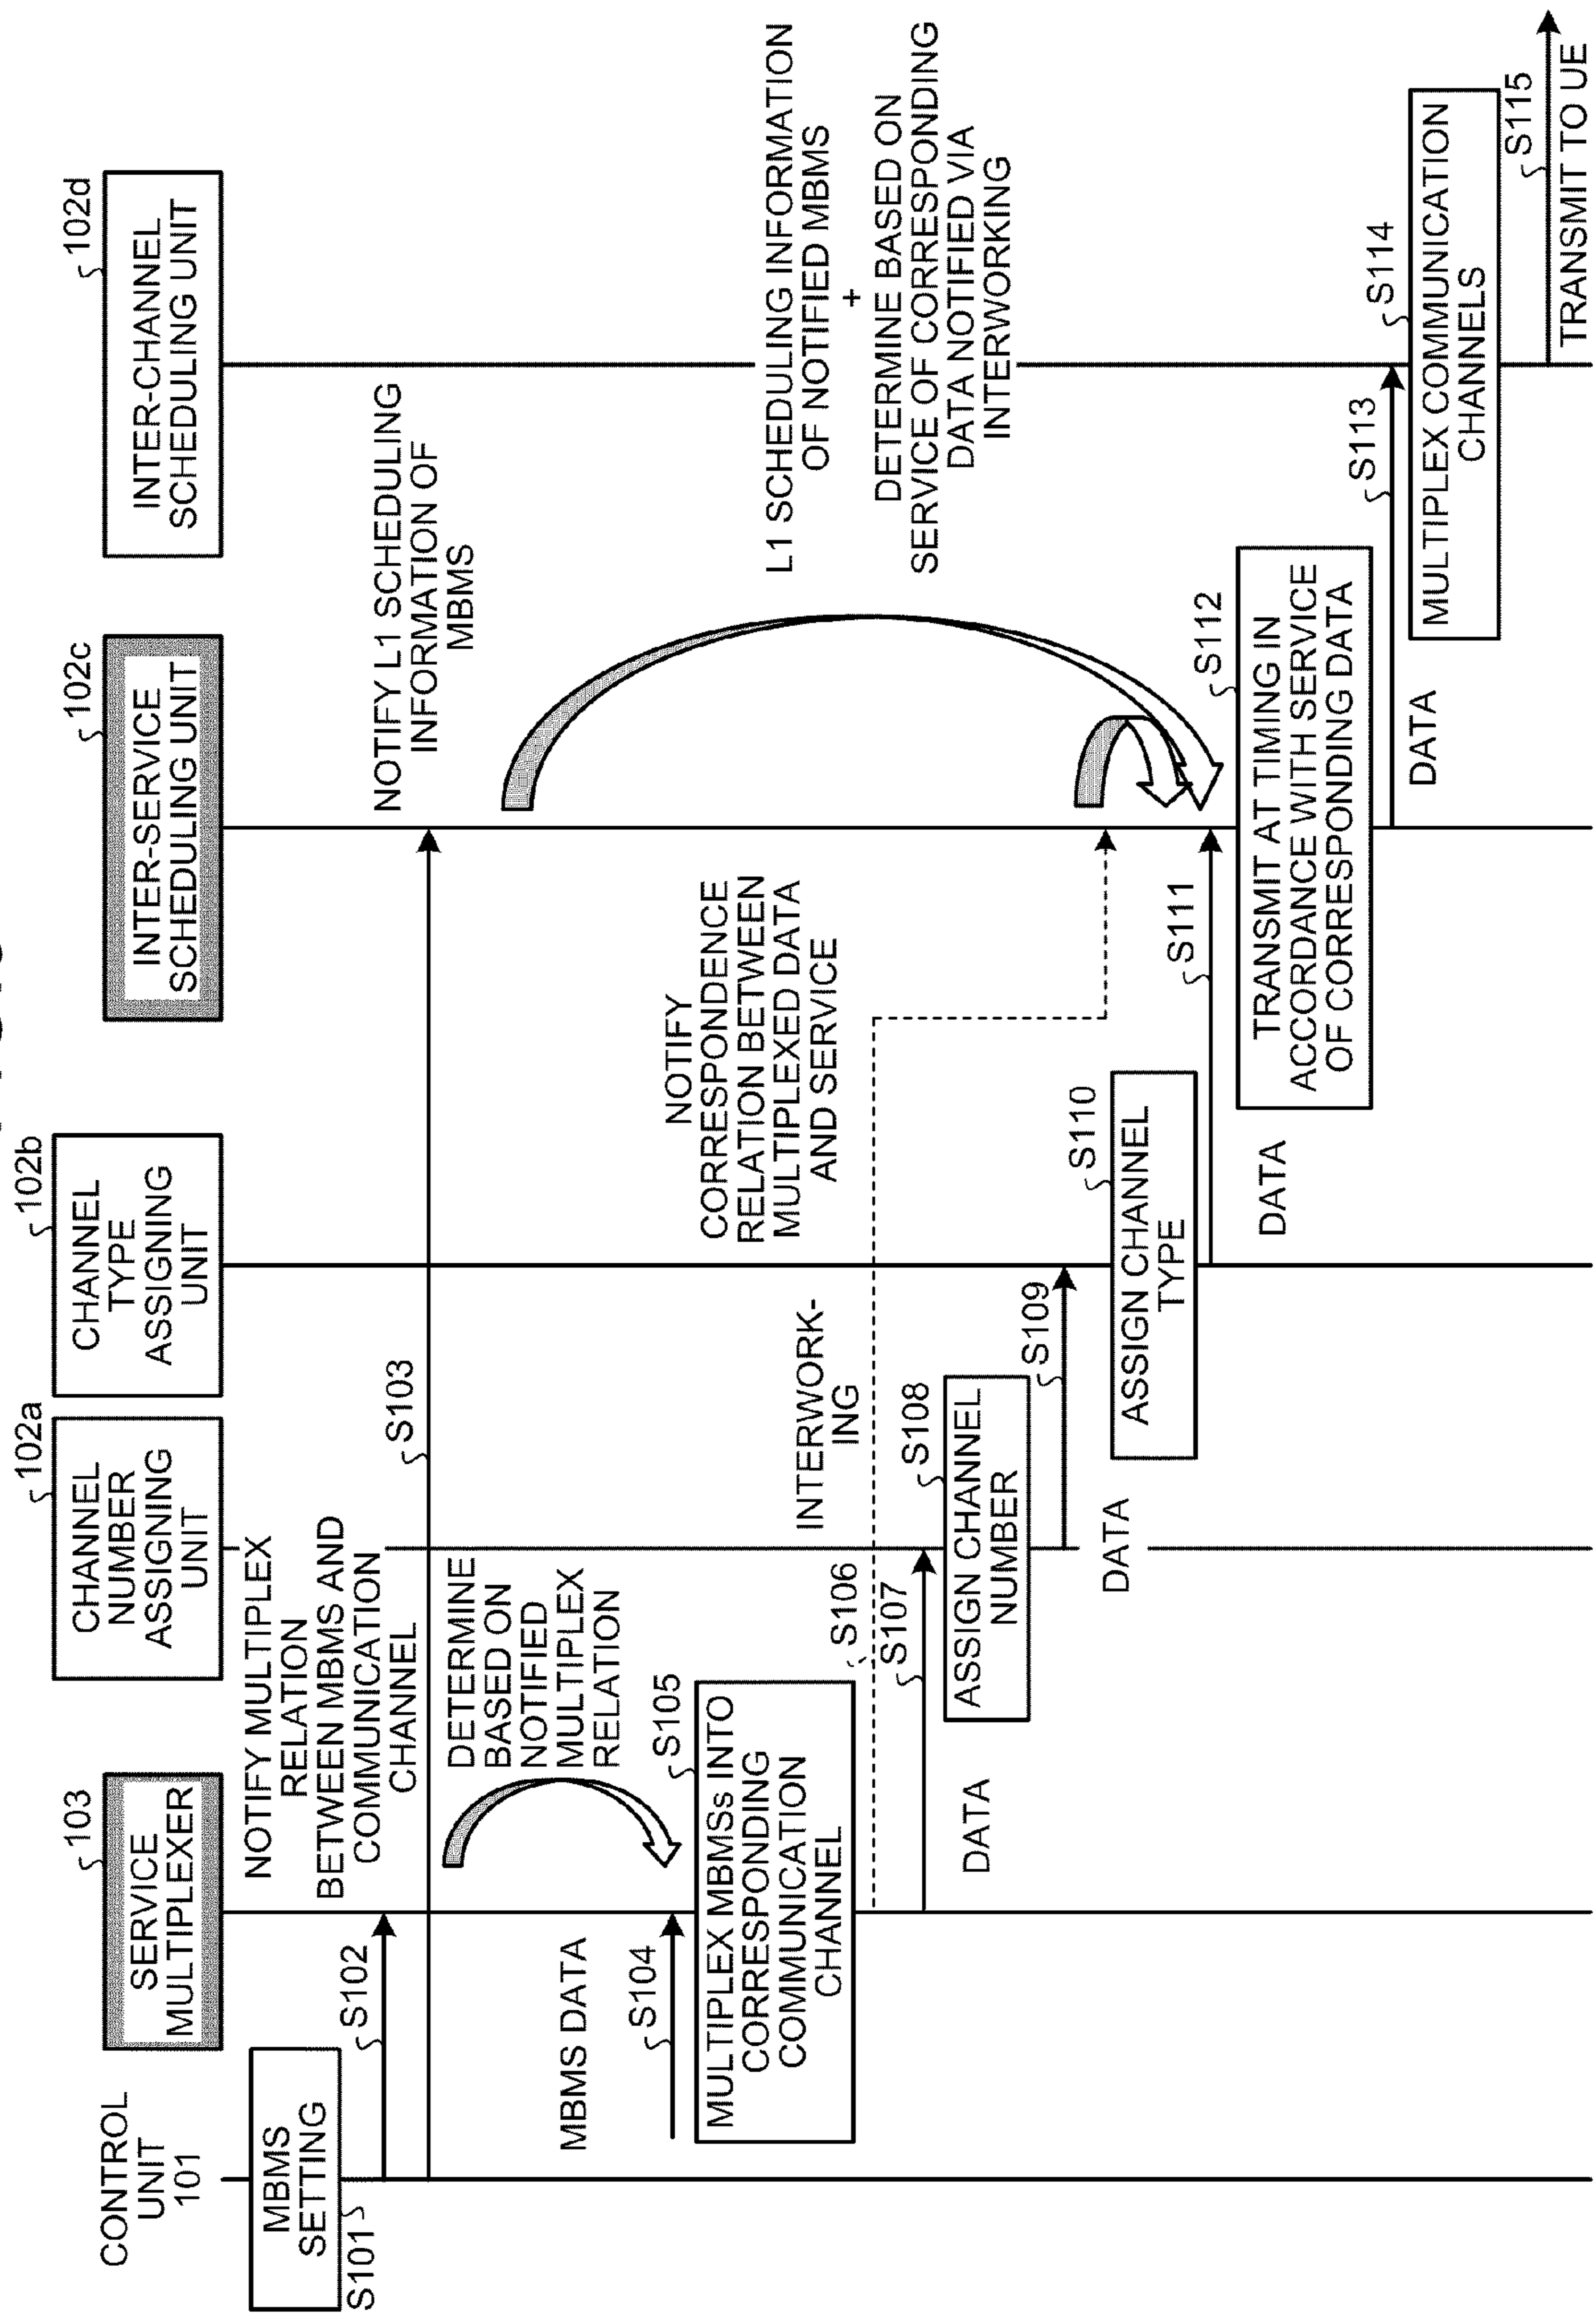 CONTROL
UNIT
101
103
SERVICE
MULTIPLEXER
102a
CHANNEL
NUMBER
ASSIGNING
UNIT
102b
CHANNEL
TYPE
ASSIGNING
UNIT
102c
INTER-SERVICE
SCHEDULING UNIT
102d
INTER-CHANNEL
SCHEDULING UNIT
MBMS
SETTING
S101
S102
NOTIFY MULTIPLEX
RELATION
BETWEEN MBMS AND
COMMUNICATION
CHANNEL
S103
NOTIFY L1 SCHEDULING
INFORMATION OF
MBMS
DETERMINE
BASED ON
NOTIFIED
MULTIPLEX
RELATION
MBMS DATA
S104
S105
MULTIPLEX MBMSs INTO
CORRESPONDING
COMMUNICATION
CHANNEL
S106
INTERWORK-
ING
NOTIFY
CORRESPONDENCE
RELATION BETWEEN
MULTIPLEXED DATA
AND SERVICE
L1 SCHEDULING INFORMATION
OF NOTIFIED MBMS
+
DETERMINE BASED ON
SERVICE OF CORRESPONDING
DATA NOTIFIED VIA
INTERWORKING
S107
DATA
S108
ASSIGN CHANNEL
NUMBER
S109
DATA
S110
ASSIGN CHANNEL
TYPE
S111
DATA
S112
TRANSMIT AT TIMING IN
ACCORDANCE WITH SERVICE
OF CORRESPONDING DATA
S113
DATA
S114
MULTIPLEX COMMUNICATION
CHANNELS
S115
TRANSMIT TO UE